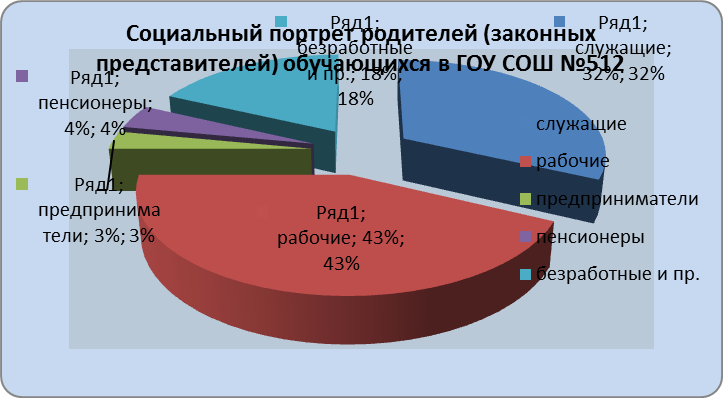 Социальный портрет родителей (законных
представителей) обучающихся в ГОУ СОШ №512
Ряд1;
безработные
и пр.; 18%;
18%
Ряд1;
служащие;
32%; 32%
Ряд1;
пенсионеры;
4%; 4%
Ряд1;
предпринима
тели; 3%; 3%
Ряд1;
рабочие; 43%;
43%
служащие
рабочие
предприниматели
пенсионеры
безработные и пр.